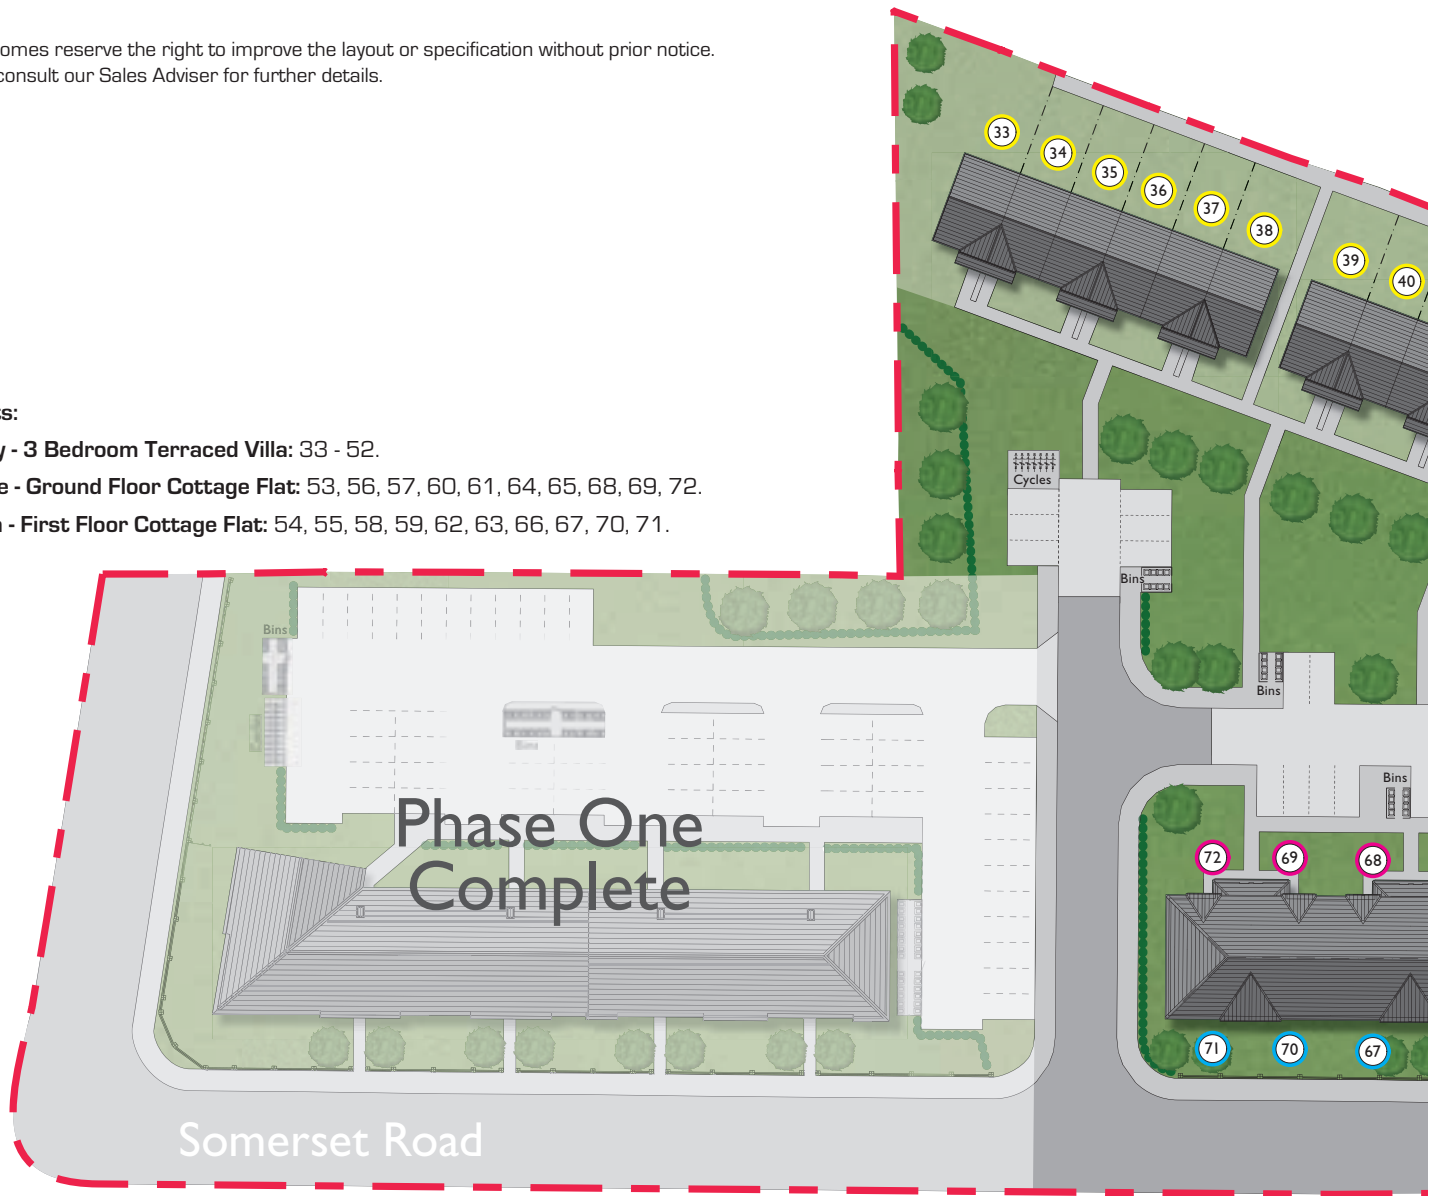 omes reserve the right to improve the layout or specification without prior notice.
consult our Sales Adviser for further details.
ts:
y - 3 Bedroom Terraced Villa: 33 - 52.
e - Ground Floor Cottage Flat: 53, 56, 57, 60, 61, 64, 65, 68, 69, 72.
n - First Floor Cottage Flat: 54, 55, 58, 59, 62, 63, 66, 67, 70, 71.
33
34
35
36
37
38
39
40
Cycles
Bins
Bins
Bins
Bins
Bins
Phase One
Complete
72
69
68
71
70
67
Somerset Road